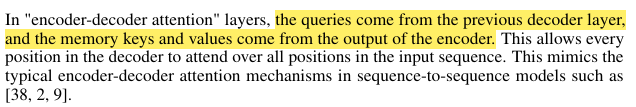 In "encoder-decoder attention" layers, the queries come from the previous decoder layer,
and the memory keys and values come from the output of the encoder. This allows every
position in the decoder to attend over all positions in the input sequence. This mimics the
typical encoder-decoder attention mechanisms in sequence-to-sequence models such as
[38, 2, 9].